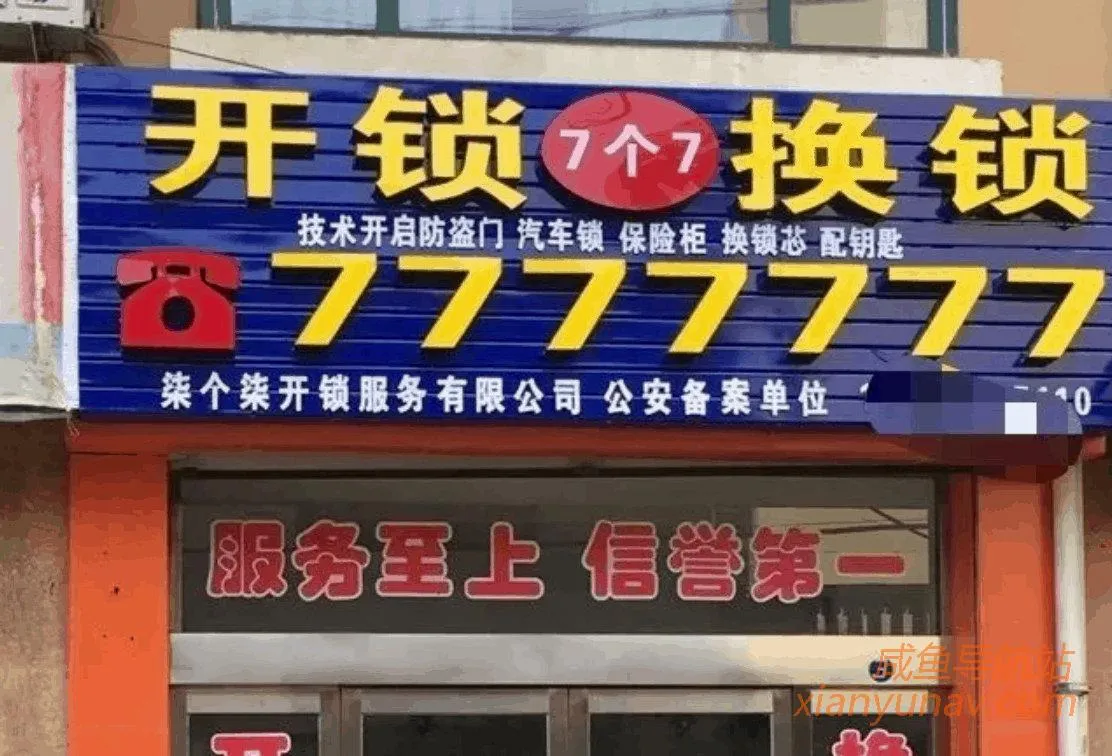 开锁 7个7 换锁
技术开启防盗门 汽车锁 保险柜 换锁芯 配钥匙
7777777
柒个柒开锁服务有限公司 公安备案单位 110
服务至上 信誉第一
开 换
咸鱼导航站
xianyunav.com